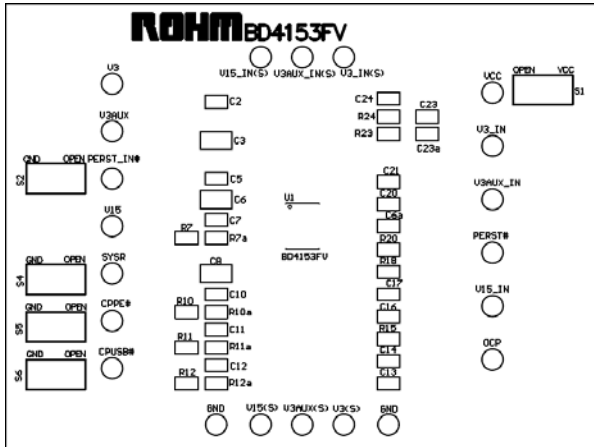 ROHM BD4153FV
V15_IN(S) V3AUX_IN(S) V3_IN(S)
V3
VCC
OPEN VCC
S1
C2
C24
C23
R24
V3AUX
C3
R23
C23a
V3_IN
GND OPEN PERST_IN#
S2
C5
C21
C6
U1
C20
V3AUX_IN
V15
C7
C6a
R7
R7a
R20
PERST#
BD4153FV
GND OPEN SYSR
S4
C8
R18
C17
V15_IN
C10
GND OPEN CPPE#
S5
R10
R10a
C16
C11
R15
R11
R11a
C14
OCP
GND OPEN CPUSB#
S6
C12
R12
R12a
C13
GND V15(S) V3AUX(S) V3(S) GND